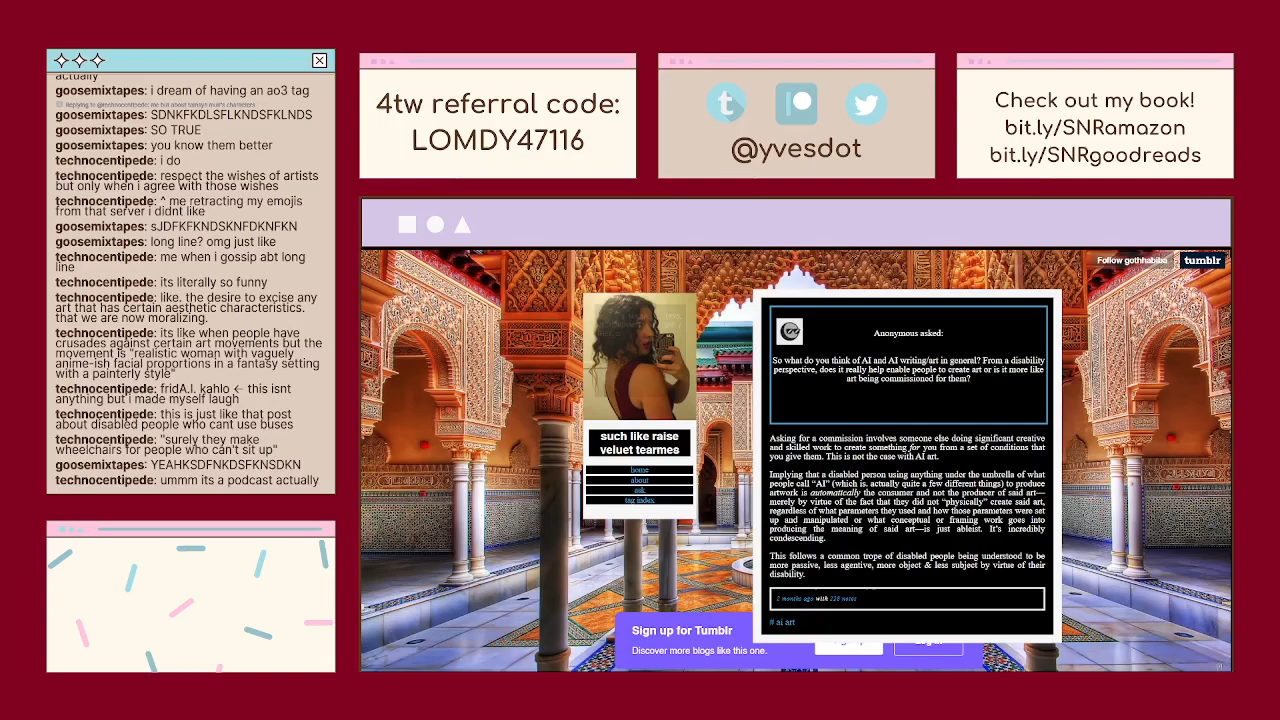 actually
goosemixtapes: i dream of having an ao3 tag
Replying to @technocentipede: me but about tamsyn muir's characters
goosemixtapes: SDNKFKDLSFLKNDSFKLNDS
goosemixtapes: SO TRUE
goosemixtapes: you know them better
technocentipede: i do
technocentipede: respect the wishes of artists
but only when i agree with those wishes
technocentipede: ^ me retracting my emojis
from that server i didnt like
goosemixtapes: sJDFKFKNDSKNFDKNFKN
goosemixtapes: long line? omg just like
technocentipede: me when i gossip abt long
line
technocentipede: its literally so funny
technocentipede: like. the desire to excise any
art that has certain aesthetic characteristics.
that we are now moralizing.
technocentipede: its like when people have
crusades against certain art movements but the
movement is "realistic woman with vaguely
anime-ish facial proportions in a fantasy setting
with a painterly style"
technocentipede: fridA.I. kahlo <- this isnt
anything but i made myself laugh
technocentipede: this is just like that post
about disabled people who cant use buses
technocentipede: "surely they make
wheelchairs for people who can't sit up"
goosemixtapes: YEAHKSDFNKDSFKNSDKN
technocentipede: ummm its a podcast actually
4tw referral code:
LOMDY47116
@yvesdot
Check out my book!
bit.ly/SNRamazon
bit.ly/SNRgoodreads
Follow gothhabiba
tumblr
such like raise
veluet tearmes
home
about
ask
tag index
Anonymous asked:
So what do you think of AI and AI writing/art in general? From a disability
perspective, does it really help enable people to create art or is it more like
art being commissioned for them?
Asking for a commission involves someone else doing significant creative
and skilled work to create something for you from a set of conditions that
you give them. This is not the case with AI art.
Implying that a disabled person using anything under the umbrella of what
people call “AI” (which is. actually quite a few different things) to produce
artwork is automatically the consumer and not the producer of said art—
merely by virtue of the fact that they did not “physically” create said art,
regardless of what parameters they used and how those parameters were set
up and manipulated or what conceptual or framing work goes into
producing the meaning of said art—is just ableist. It’s incredibly
condescending.
This follows a common trope of disabled people being understood to be
more passive, less agentive, more object & less subject by virtue of their
disability.
2 months ago with 228 notes
# ai art
Sign up for Tumblr
Discover more blogs like this one.